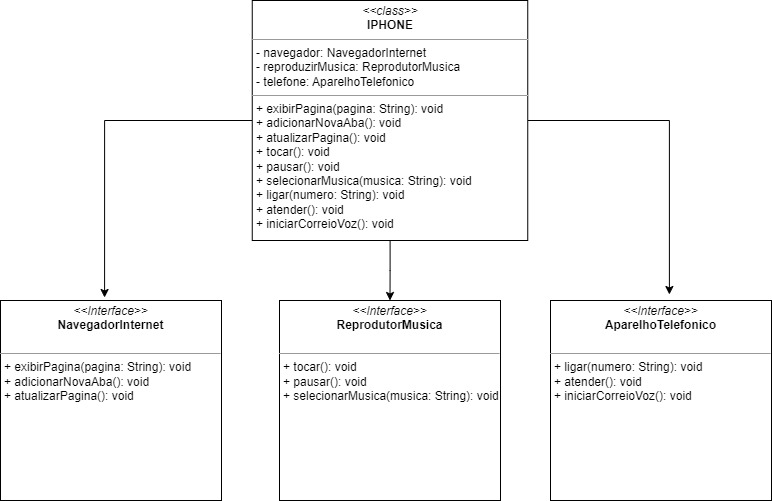 <<class>>
IPHONE
- navegador: NavegadorInternet
- reproduzirMusica: ReprodutorMusica
- telefone: AparelhoTelefonico
+ exibirPagina(pagina: String): void
+ adicionarNovaAba(): void
+ atualizarPagina(): void
+ tocar(): void
+ pausar(): void
+ selecionarMusica(musica: String): void
+ ligar(numero: String): void
+ atender(): void
+ iniciarCorreioVoz(): void
<<Interface>>
NavegadorInternet
+ exibirPagina(pagina: String): void
+ adicionarNovaAba(): void
+ atualizarPagina(): void
<<Interface>>
ReprodutorMusica
+ tocar(): void
+ pausar(): void
+ selecionarMusica(musica: String): void
<<Interface>>
AparelhoTelefonico
+ ligar(numero: String): void
+ atender(): void
+ iniciarCorreioVoz(): void